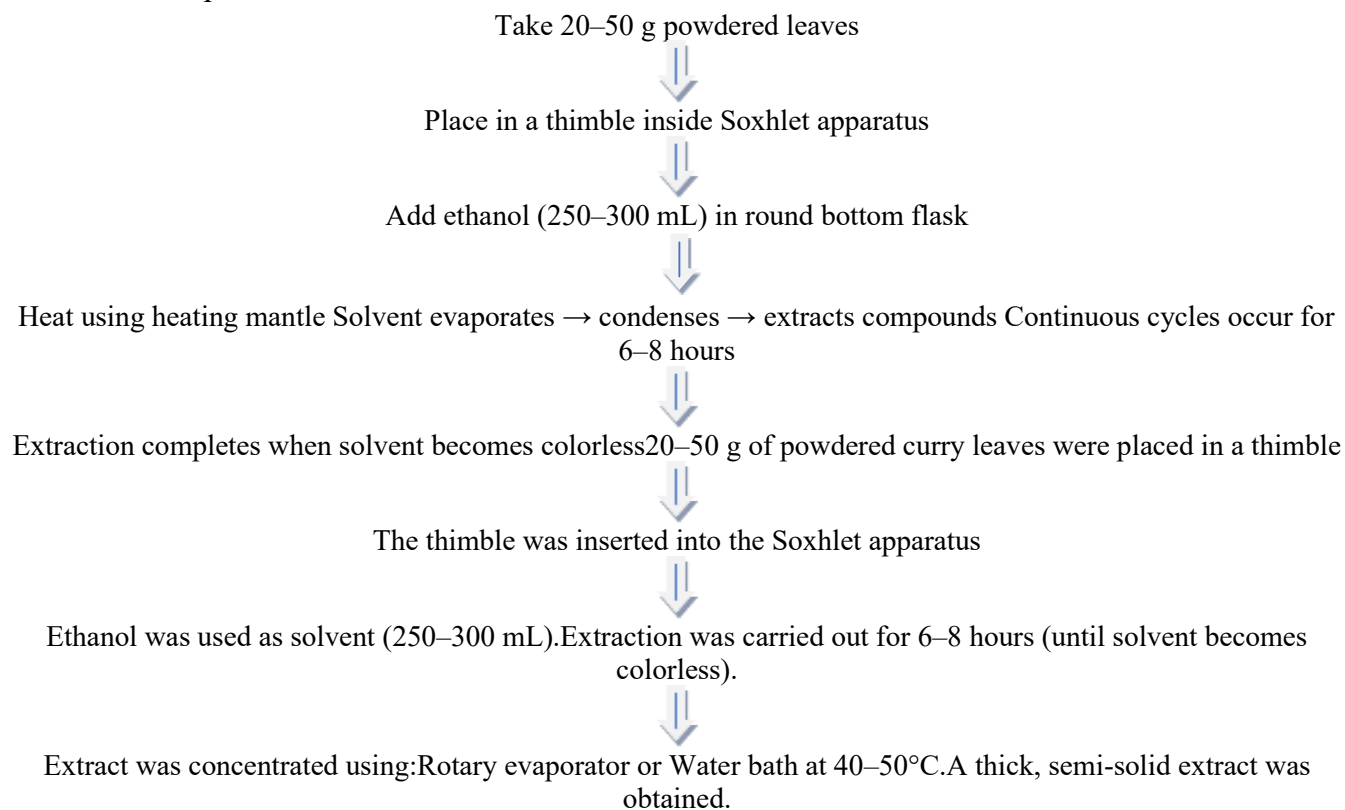 Take 20–50 g powdered leaves
Place in a thimble inside Soxhlet apparatus
Add ethanol (250–300 mL) in round bottom flask
Heat using heating mantle Solvent evaporates → condenses → extracts compounds Continuous cycles occur for
6–8 hours
Extraction completes when solvent becomes colorless20–50 g of powdered curry leaves were placed in a thimble
The thimble was inserted into the Soxhlet apparatus
Ethanol was used as solvent (250–300 mL).Extraction was carried out for 6–8 hours (until solvent becomes
colorless).
Extract was concentrated using:Rotary evaporator or Water bath at 40–50°C.A thick, semi-solid extract was
obtained.